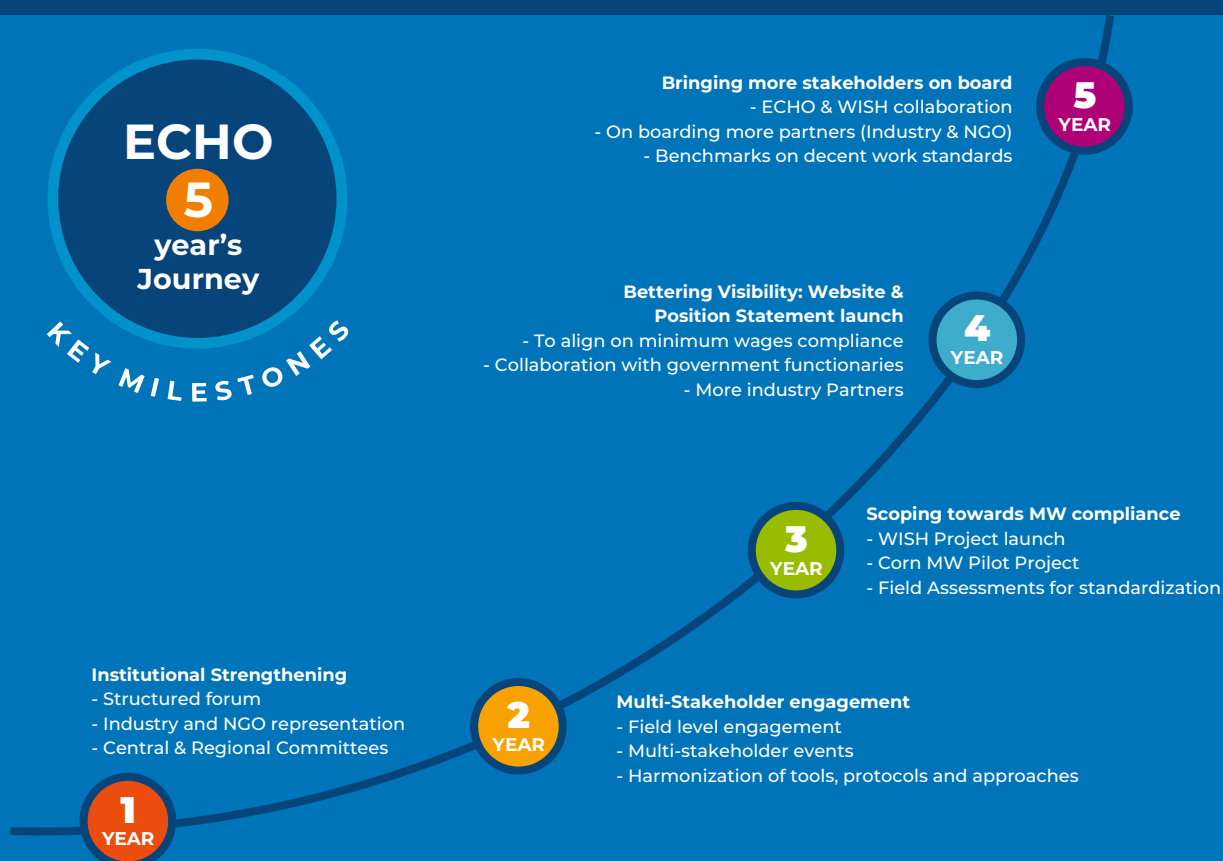 ECHO
5
year's
Journey
KEY MILESTONES
Bringing more stakeholders on board
- ECHO & WISH collaboration
- On boarding more partners (Industry & NGO)
- Benchmarks on decent work standards
5
YEAR
Bettering Visibility: Website &
Position Statement launch
- To align on minimum wages compliance
- Collaboration with government functionaries
- More industry Partners
4
YEAR
3
YEAR
Scoping towards MW compliance
- WISH Project launch
- Corn MW Pilot Project
- Field Assessments for standardization
Institutional Strengthening
- Structured forum
- Industry and NGO representation
- Central & Regional Committees
2
YEAR
Multi-Stakeholder engagement
- Field level engagement
- Multi-stakeholder events
- Harmonization of tools, protocols and approaches
1
YEAR